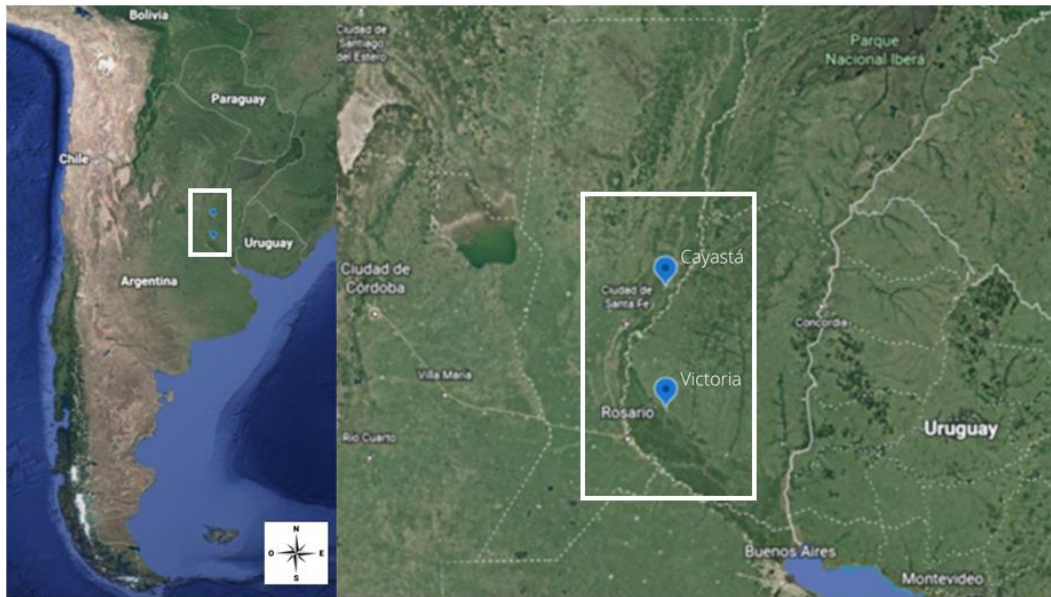 Bolivia
Paraguay
Chile
Uruguay
Argentina
N
O
E
S
Ciudad de
Santiago
del Estero
Parque
Nacional Iberá
Cayastá
Ciudad de
Córdoba
Ciudad de
Santa Fe
Concordia
Villa María
Victoria
Rosario
Río Cuarto
Uruguay
Buenos Aires
Montevideo